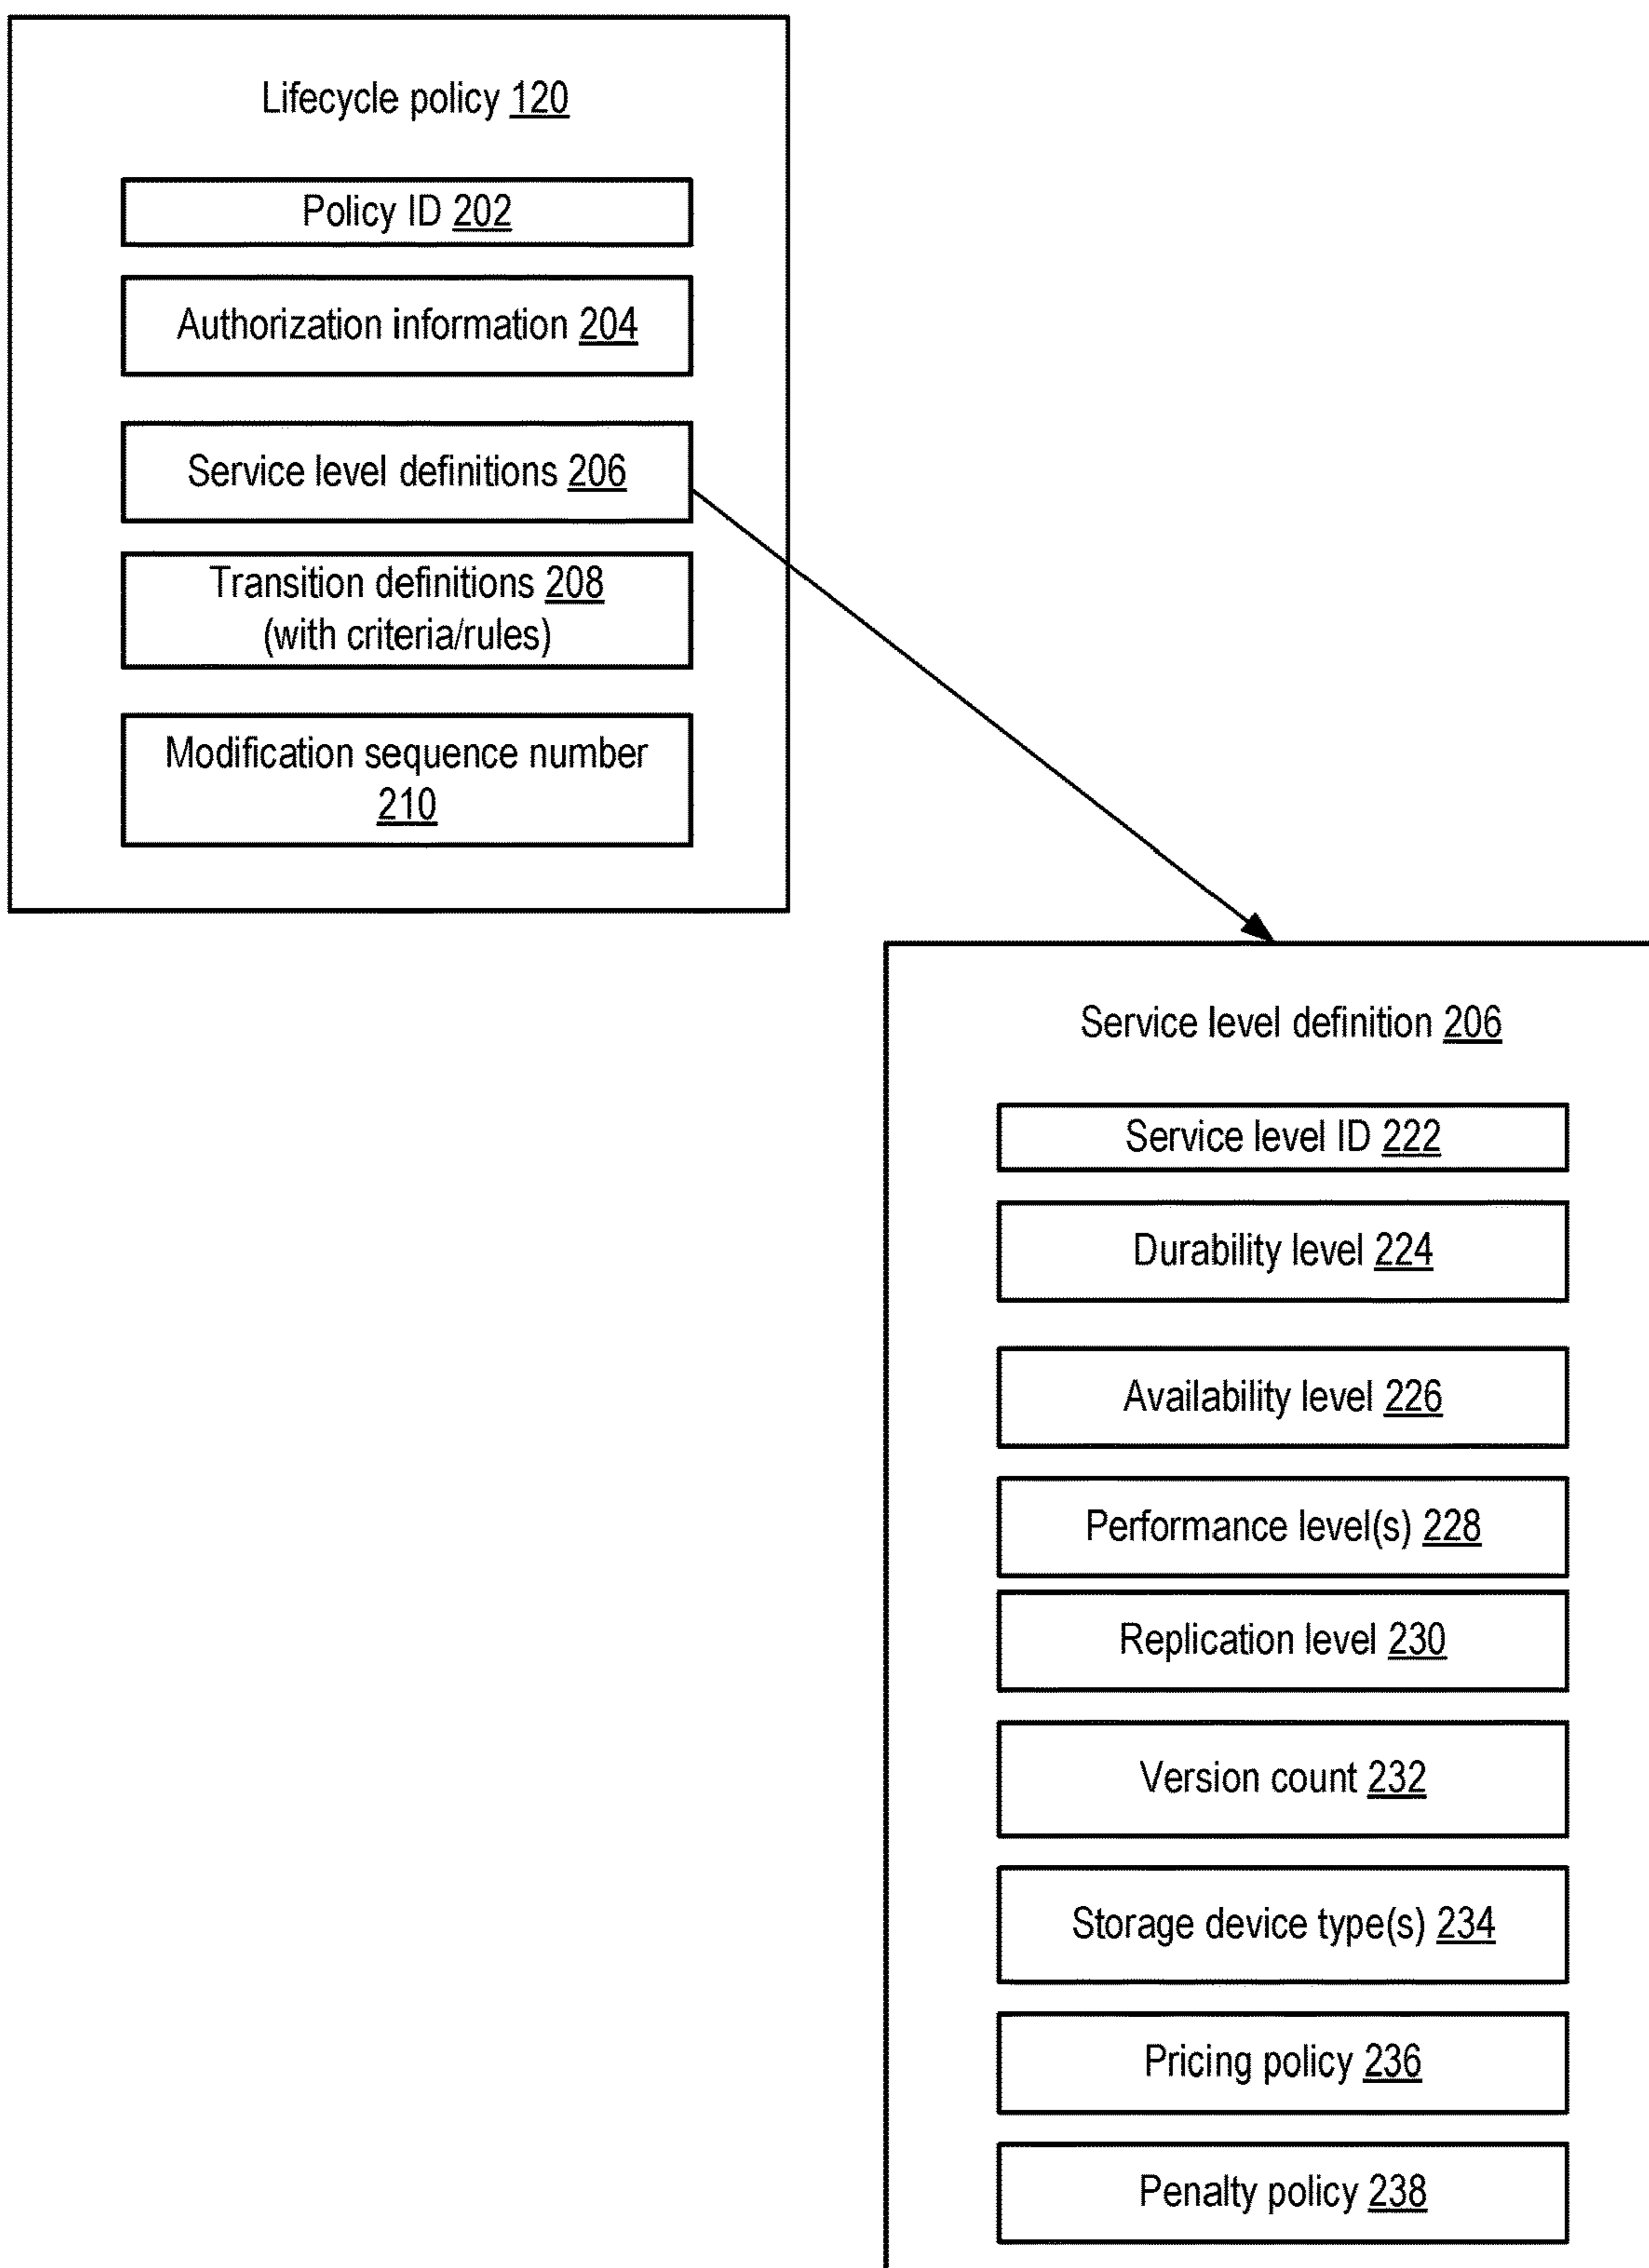 Lifecycle policy 120
Policy ID 202
Authorization information 204
Service level definitions 206
Transition definitions 208
(with criteria/rules)
Modification sequence number
210
Service level definition 206
Service level ID 222
Durability level 224
Availability level 226
Performance level(s) 228
Replication level 230
Version count 232
Storage device type(s) 234
Pricing policy 236
Penalty policy 238